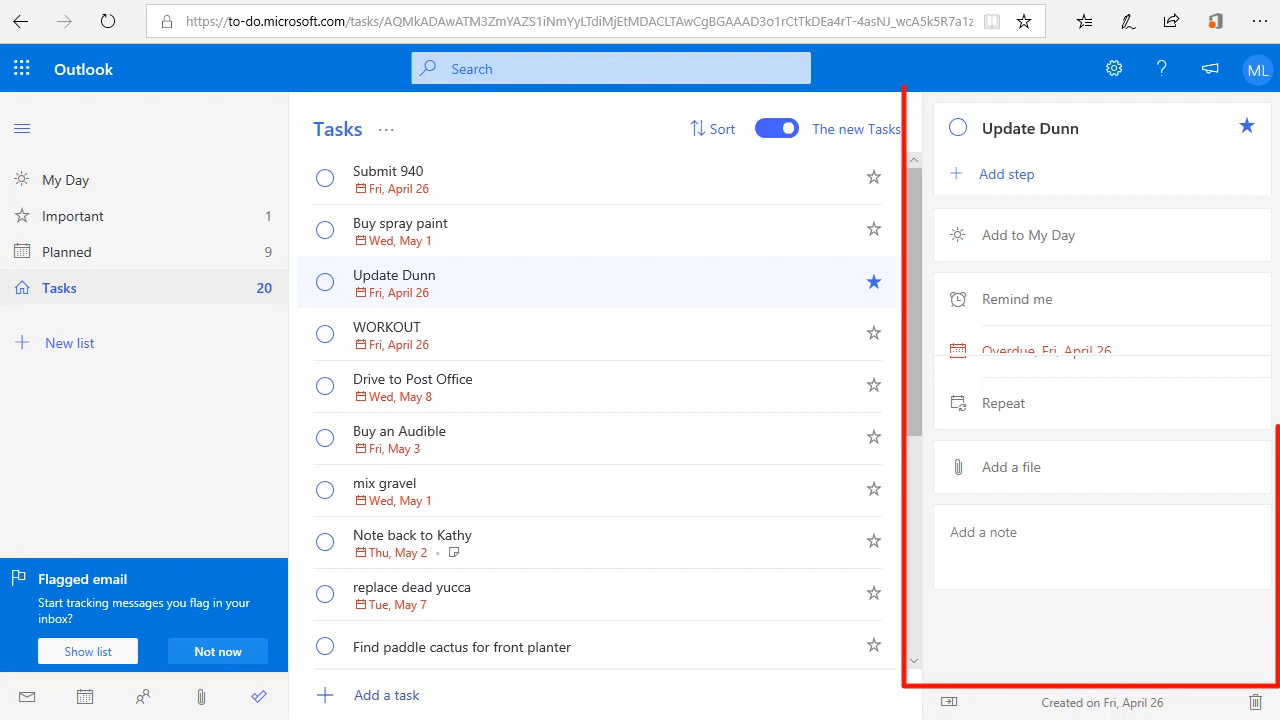 https://to-do.microsoft.com/tasks/AQMkADAwATM3ZmYAZS1iNmYyLTdiMjEtMDACLTAwCgBGAAAD3o1rCtTkDEa4rT-4asNJ_wcA5k5R7a1z
Outlook
Search
ML
My Day
Important 1
Planned 9
Tasks 20
New list
Flagged email
Start tracking messages you flag in your
inbox?
Show list Not now
Tasks ...
Sort
The new Tasks
Submit 940
Fri, April 26
Buy spray paint
Wed, May 1
Update Dunn
Fri, April 26
WORKOUT
Fri, April 26
Drive to Post Office
Wed, May 8
Buy an Audible
Fri, May 3
mix gravel
Wed, May 1
Note back to Kathy
Thu, May 2 •
replace dead yucca
Tue, May 7
Find paddle cactus for front planter
Add a task
Update Dunn
Add step
Add to My Day
Remind me
Overdue, Fri, April 26
Repeat
Add a file
Add a note
Created on Fri, April 26